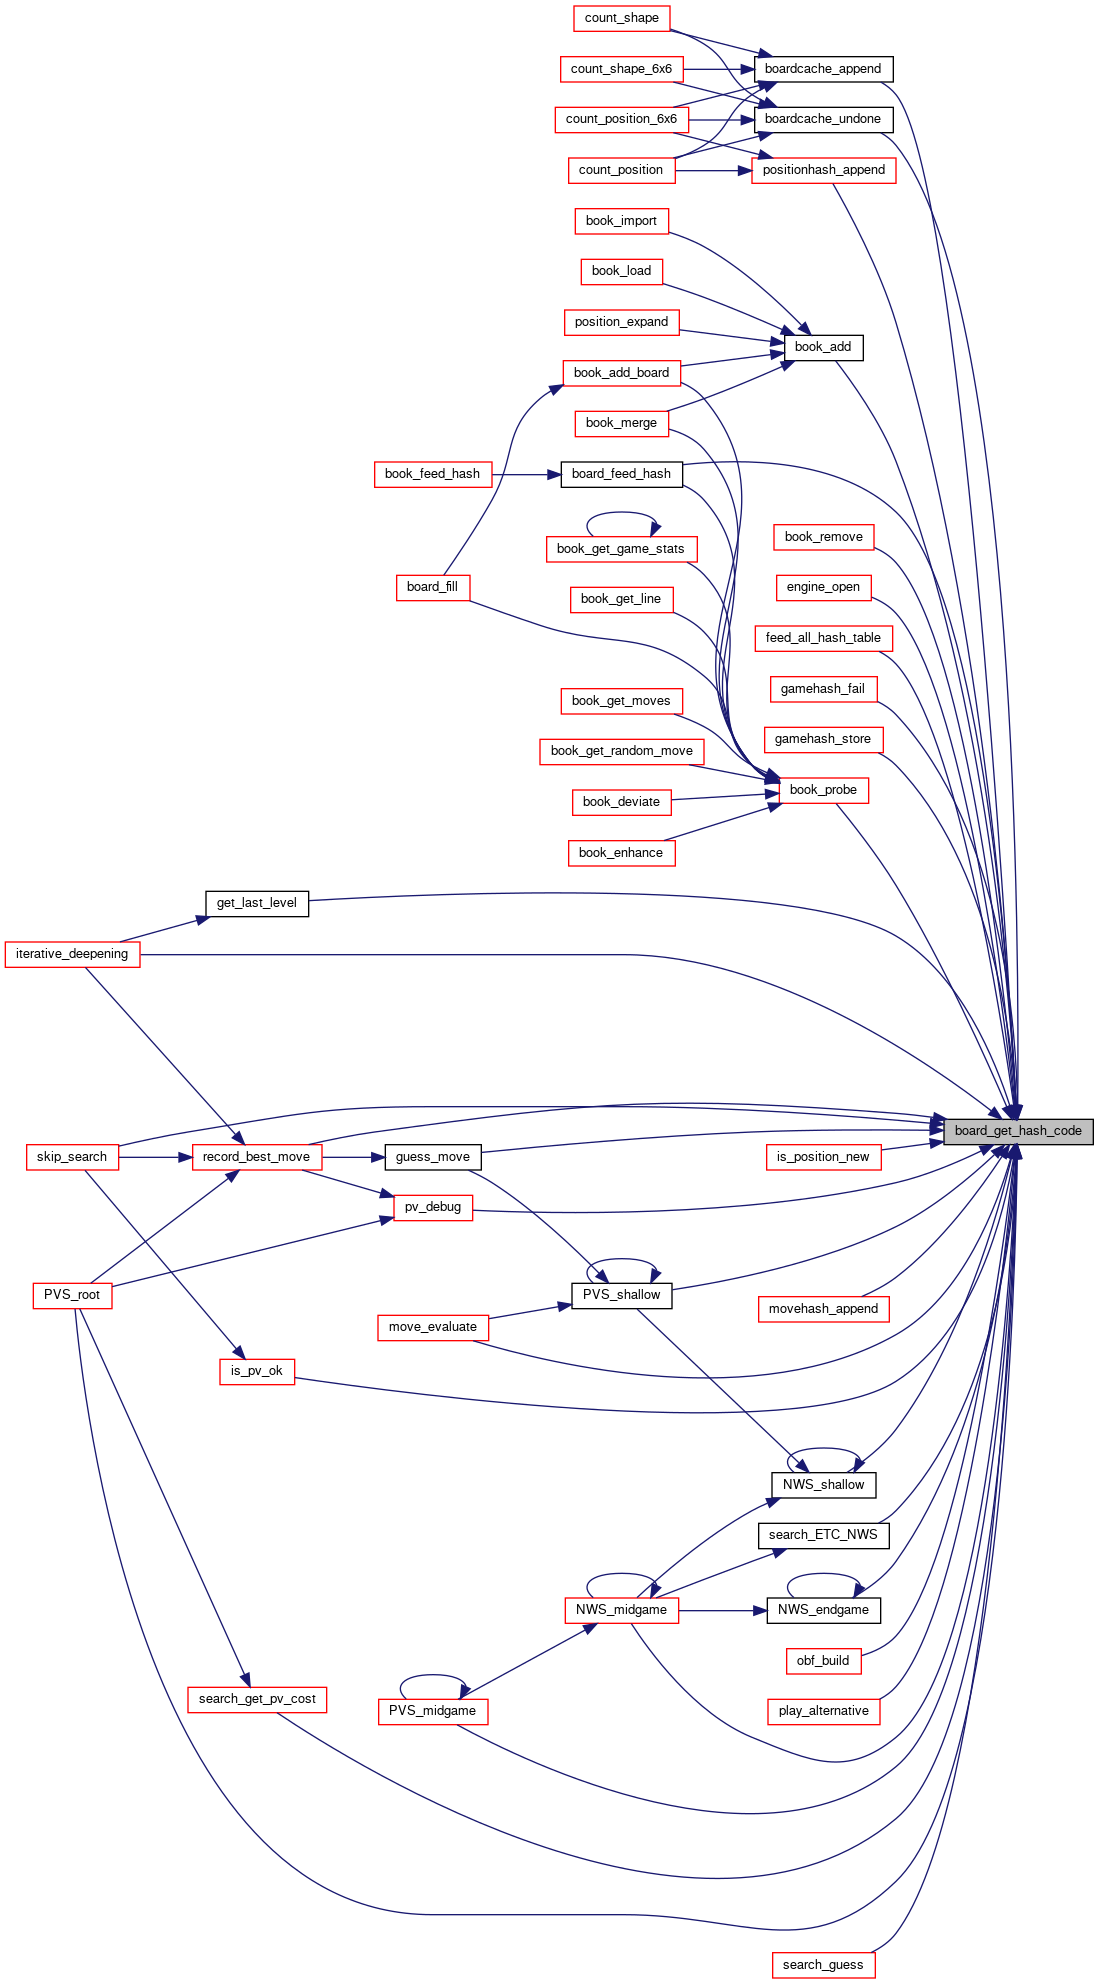 count_shape
boardcache_append
count_shape_6x6
boardcache_undone
count_position_6x6
count_position
positionhash_append
book_import
book_load
position_expand
book_add
book_add_board
book_merge
book_feed_hash
board_feed_hash
book_remove
book_get_game_stats
board_fill
engine_open
book_get_line
feed_all_hash_table
gamehash_fail
book_get_moves
gamehash_store
book_get_random_move
book_probe
book_deviate
book_enhance
get_last_level
iterative_deepening
board_get_hash_code
skip_search
record_best_move
guess_move
is_position_new
pv_debug
PVS_root
PVS_shallow
movehash_append
move_evaluate
is_pv_ok
NWS_shallow
search_ETC_NWS
NWS_midgame
NWS_endgame
obf_build
search_get_pv_cost
PVS_midgame
play_alternative
search_guess